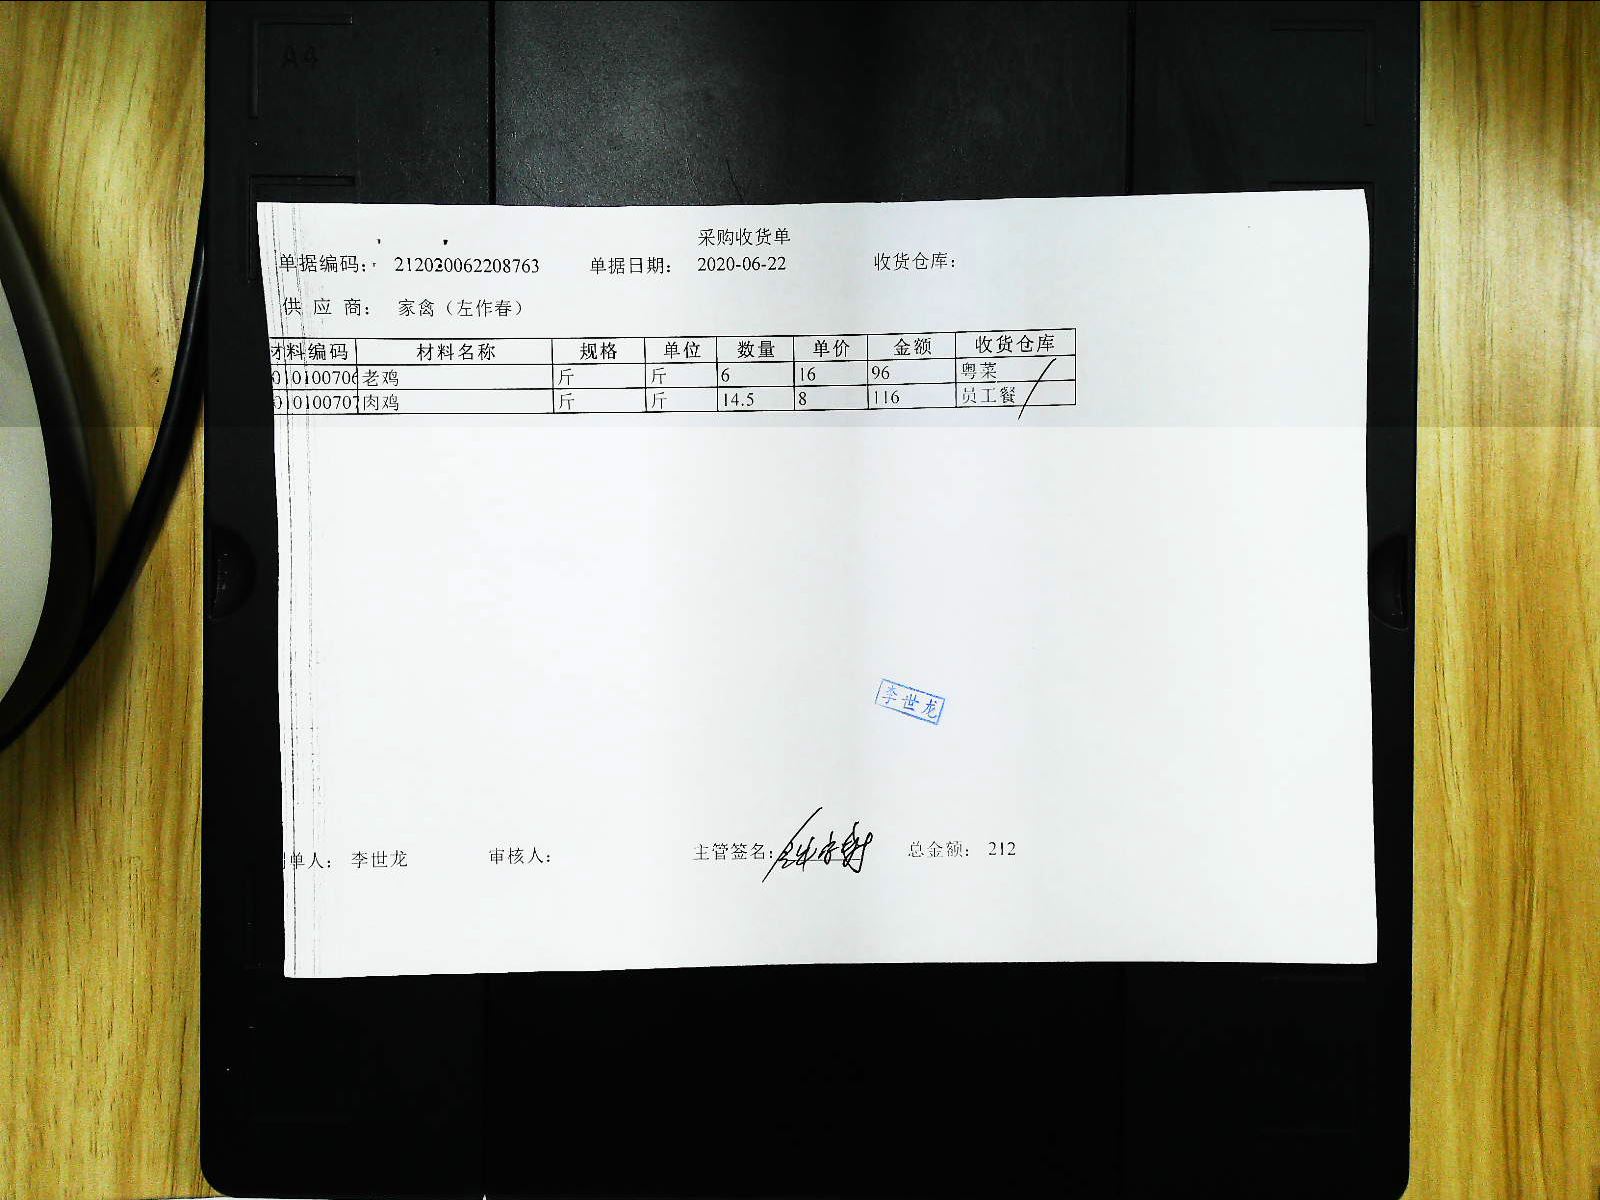 A4
采购收货单
单据编码: 212020062208763 单据日期: 2020-06-22 收货仓库:
供应商: 家禽（左作春）
材料编码 材料名称 规格 单位 数量 单价 金额 收货仓库
010100706 老鸡 斤 斤 6 16 96 粤菜
010100707 肉鸡 斤 斤 14.5 8 116 员工餐
李世龙
单人: 李世龙 审核人: 主管签名: 总金额: 212